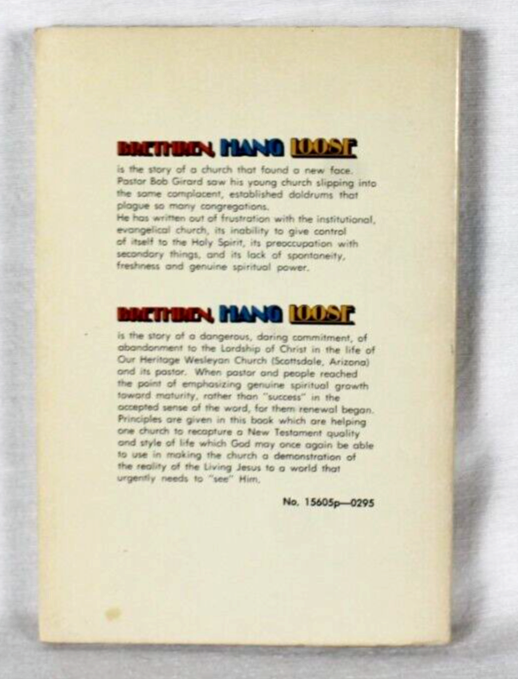 BRETHREN, HANG LOOSE
is the story of a church that found a new face.
Pastor Bob Girard saw his young church slipping into
the same complacent, established doldrums that
plague so many congregations.
He has written out of frustration with the institutional,
evangelical church, its inability to give control
of itself to the Holy Spirit, its preoccupation with
secondary things, and its lack of spontaneity,
freshness and genuine spiritual power.
BRETHREN, HANG LOOSE
is the story of a dangerous, daring commitment, of
abandonment to the Lordship of Christ in the life of
Our Heritage Wesleyan Church (Scottsdale, Arizona)
and its pastor. When pastor and people reached
the point of emphasizing genuine spiritual growth
toward maturity, rather than "success" in the
accepted sense of the word, for them renewal began.
Principles are given in this book which are helping
one church to recapture a New Testament quality
and style of life which God may once again be able
to use in making the church a demonstration of
the reality of the Living Jesus to a world that
urgently needs to "see" Him.
No. 15605p—0295